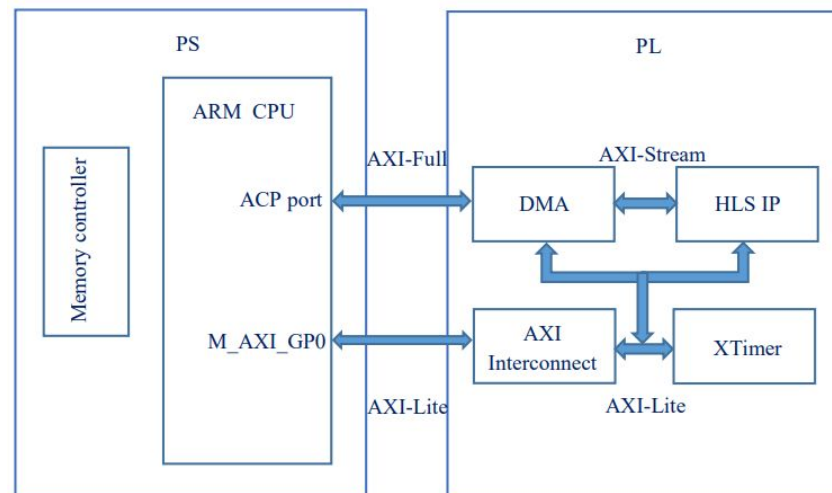 PS
PL
ARM CPU
Memory controller
ACP port
M_AXI_GP0
AXI-Full
AXI-Lite
AXI-Stream
DMA
HLS IP
AXI
Interconnect
XTimer
AXI-Lite